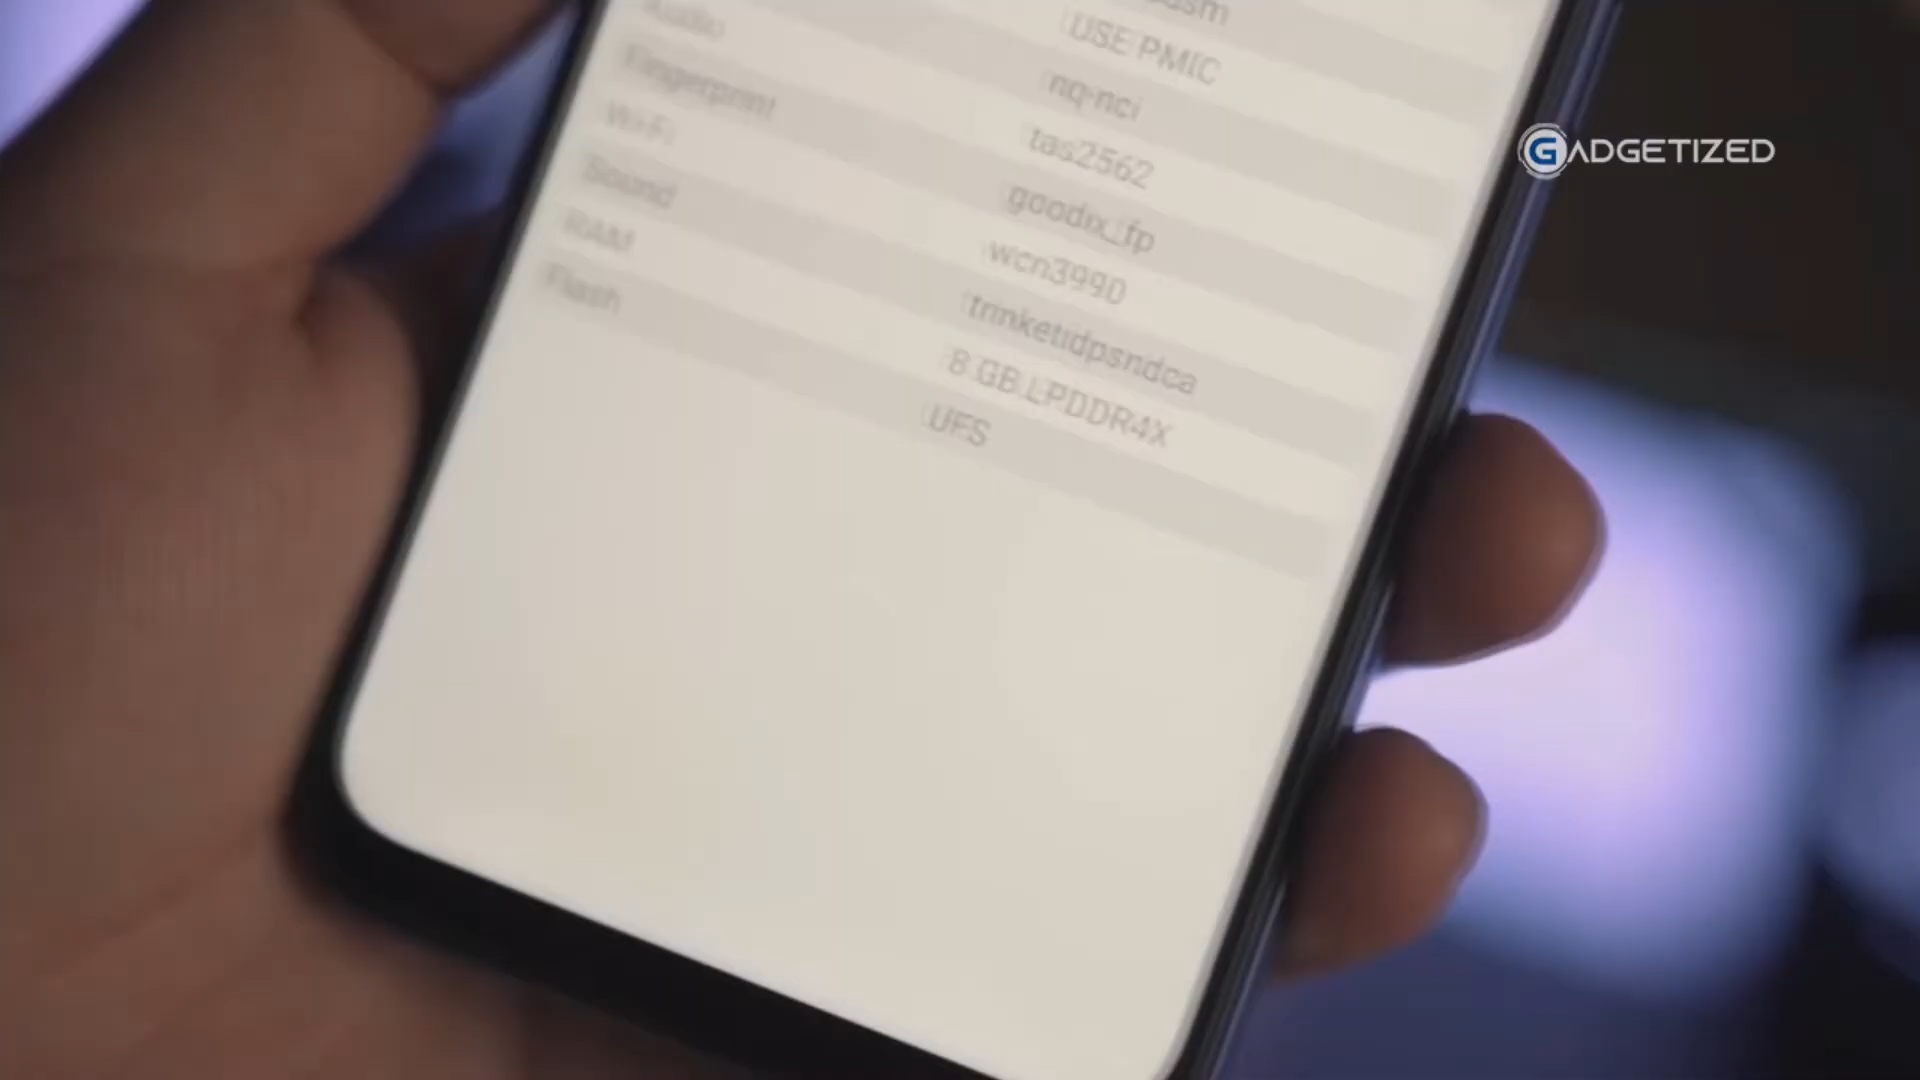 USE PMIC
nq-nci
Audio tas2562
Fingerprint goodix_fp
Wi-Fi wcn3990
Sound trinketidpsndca
RAM 8 GB LPDDR4X
Flash UFS
GADGETIZED